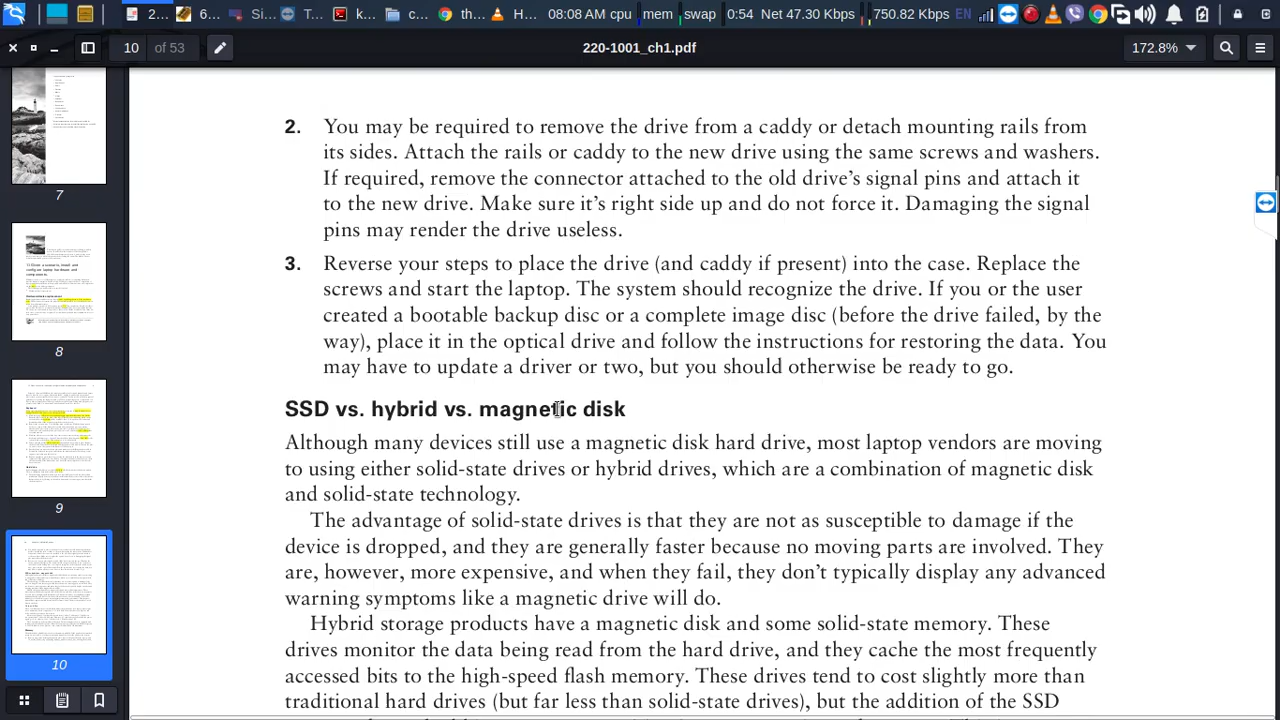 2... 6... Si... T... k... c... th... H... 08:08 AM cpu mem swap 0:54 17.30 Kbps 750.82 Kbps EN
10 of 53 220-1001_ch1.pdf 172.8%
7
8
9
10
2. You may be required to remove the drive from a caddy or detach mounting rails from
its sides. Attach the rails or caddy to the new drive using the same screws and washers.
If required, remove the connector attached to the old drive’s signal pins and attach it
to the new drive. Make sure it’s right side up and do not force it. Damaging the signal
pins may render the drive useless.
3. Reverse your steps to place the drive (and caddy if present) into the case. Replace the
screws and start the laptop. The system should recognize the drive. If you or the user
created a bootable backup disc or a complete backup disc (before the drive failed, by the
way), place it in the optical drive and follow the instructions for restoring the data. You
may have to update a driver or two, but you should otherwise be ready to go.
SSD vs. hybrid vs. magnetic disk
Although many devices still use a magnetic disk hard drive, most laptop vendors are moving
to using either solid-state drives or hybrid drives, which are a combination of magnetic disk
and solid-state technology.
The advantage of solid-state drives is that they are not as susceptible to damage if the
device is dropped, and they are generally faster because no moving parts are involved. They
are, however, more expensive, and when they fail they don’t typically display any advanced
warning symptoms like a magnetic drive will do.
Hybrid storage products have a magnetic disk and some solid-state memory. These
drives monitor the data being read from the hard drive, and they cache the most frequently
accessed bits to the high-speed flash memory. These drives tend to cost slightly more than
traditional hard drives (but far less than solid-state drives), but the addition of the SSD